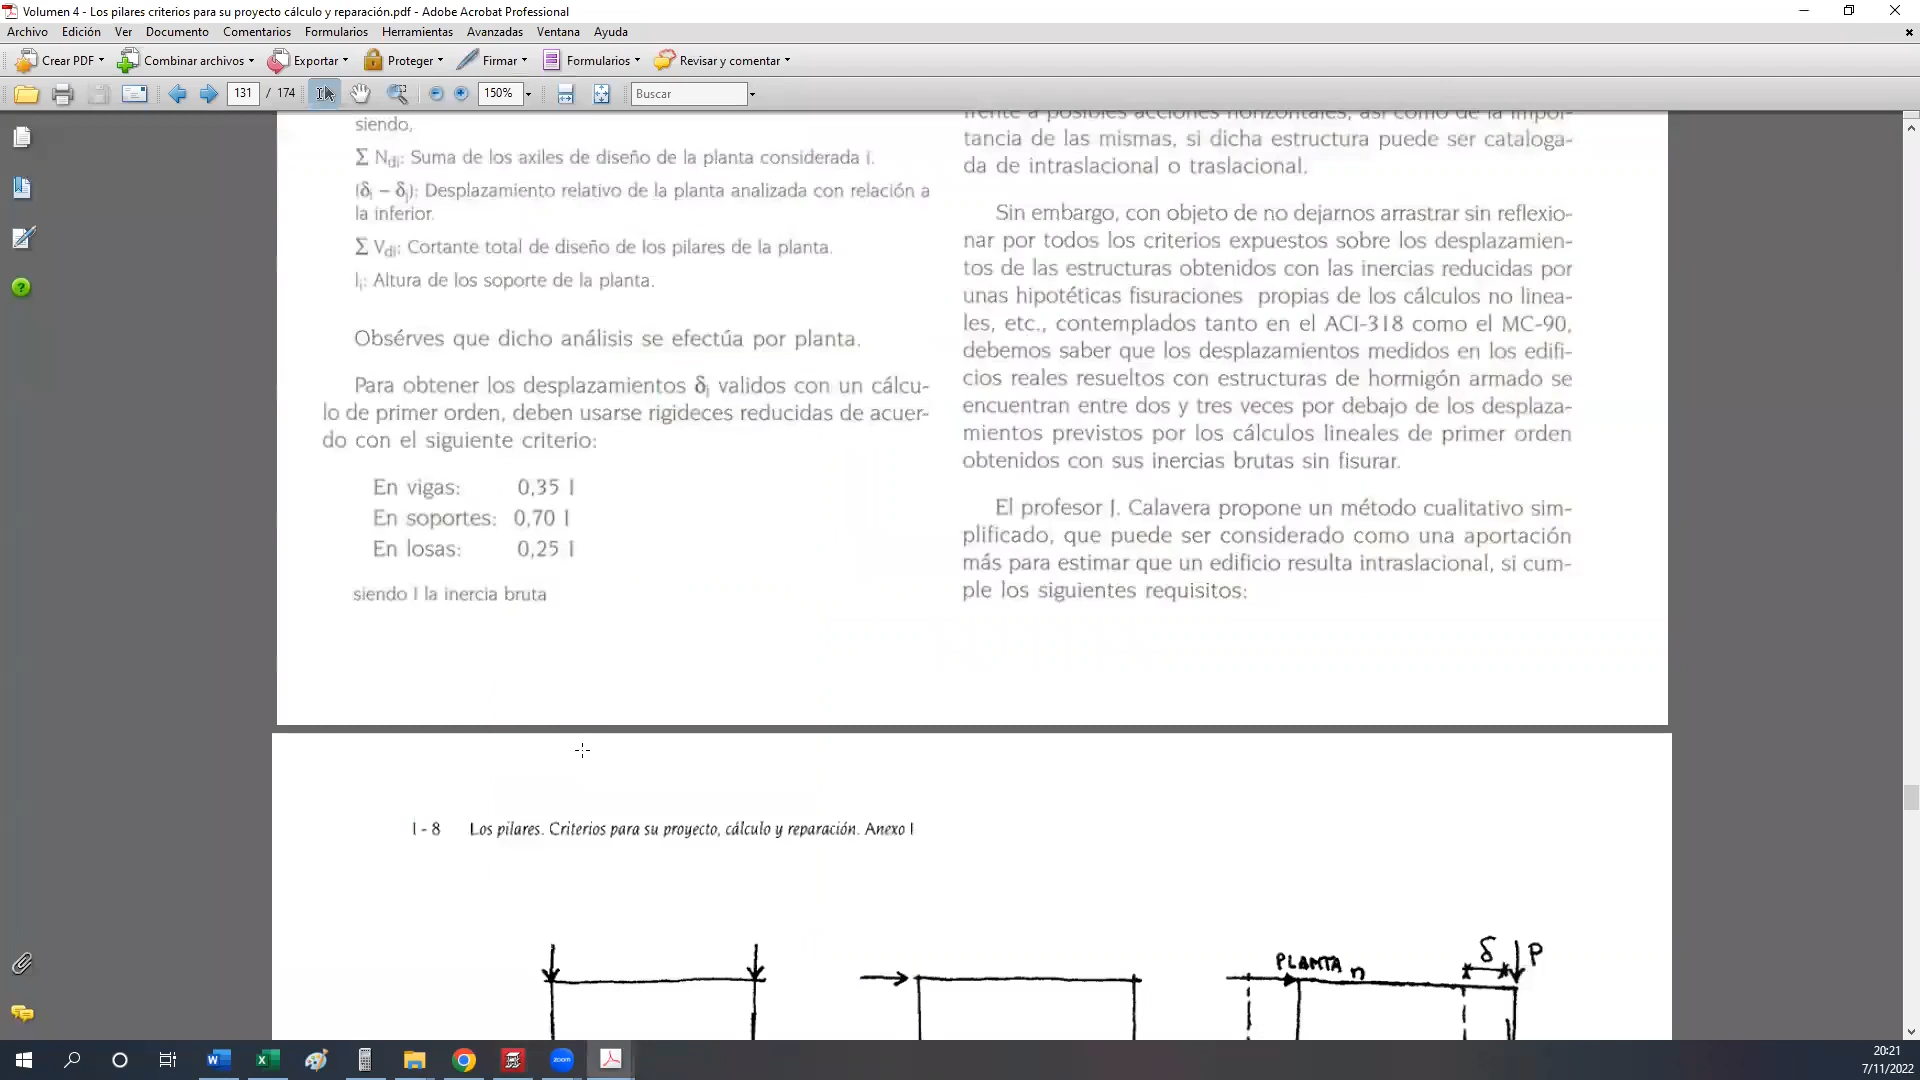 Volumen 4 - Los pilares criterios para su proyecto cálculo y reparación.pdf - Adobe Acrobat Professional
Archivo Edición Ver Documento Comentarios Formularios Herramientas Avanzadas Ventana Ayuda
Crear PDF Combinar archivos Exportar Proteger Firmar Formularios Revisar y comentar
131 / 174 150% Buscar
siendo,
∑ Ndi: Suma de los axiles de diseño de la planta considerada i.
(δi – δj): Desplazamiento relativo de la planta analizada con relación a
la inferior.
∑ Vdi: Cortante total de diseño de los pilares de la planta.
li: Altura de los soporte de la planta.
Obsérves que dicho análisis se efectúa por planta.
Para obtener los desplazamientos δi validos con un cálcu-
lo de primer orden, deben usarse rigideces reducidas de acuer-
do con el siguiente criterio:
En vigas: 0,35 I
En soportes: 0,70 I
En losas: 0,25 I
siendo I la inercia bruta
frente a posibles acciones horizontales, así como de la impor-
tancia de las mismas, si dicha estructura puede ser cataloga-
da de intraslacional o traslacional.
Sin embargo, con objeto de no dejarnos arrastrar sin reflexio-
nar por todos los criterios expuestos sobre los desplazamien-
tos de las estructuras obtenidos con las inercias reducidas por
unas hipotéticas fisuraciones propias de los cálculos no linea-
les, etc., contemplados tanto en el ACI-318 como el MC-90,
debemos saber que los desplazamientos medidos en los edifi-
cios reales resueltos con estructuras de hormigón armado se
encuentran entre dos y tres veces por debajo de los desplaza-
mientos previstos por los cálculos lineales de primer orden
obtenidos con sus inercias brutas sin fisurar.
El profesor J. Calavera propone un método cualitativo sim-
plificado, que puede ser considerado como una aportación
más para estimar que un edificio resulta intraslacional, si cum-
ple los siguientes requisitos:
I - 8 Los pilares. Criterios para su proyecto, cálculo y reparación. Anexo I
PLANTA n δ P
zoom
20:21
7/11/2022